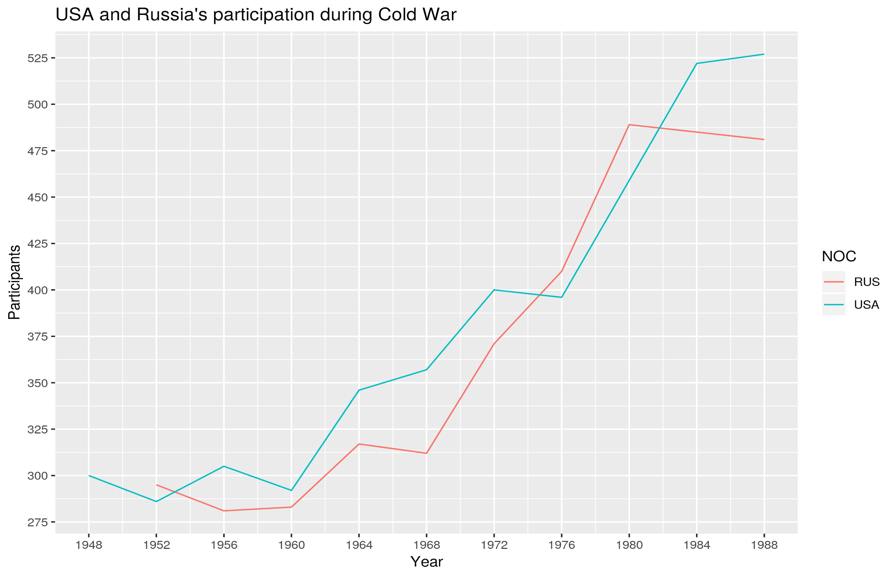 USA and Russia's participation during Cold War
525
500
475
450
425
400
375
350
325
300
275
Participants
1948 1952 1956 1960 1964 1968 1972 1976 1980 1984 1988
Year
NOC
RUS
USA